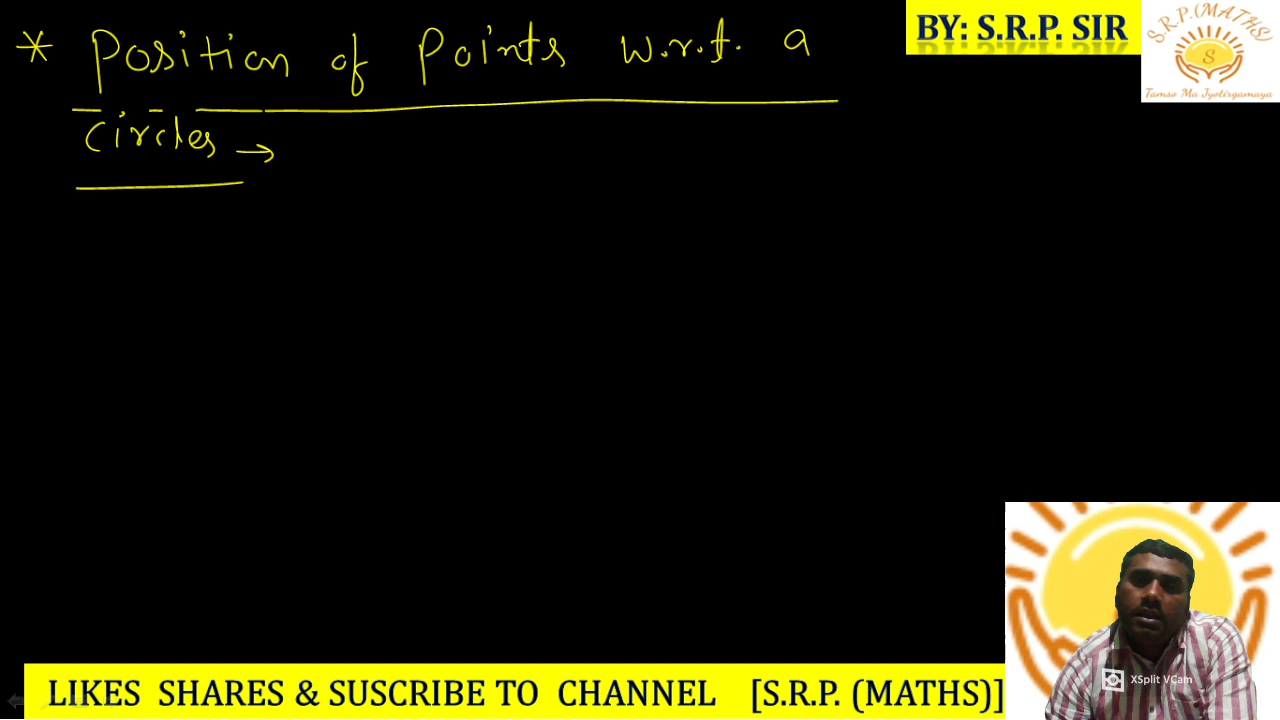 * Position of Points w.r.t. a
Circles →
BY: S.R.P. SIR
S.R.P.(MATHS)
S
Tamso Ma Jyotirgamaya
XSplit VCam
LIKES SHARES & SUSCRIBE TO CHANNEL [S.R.P. (MATHS)]